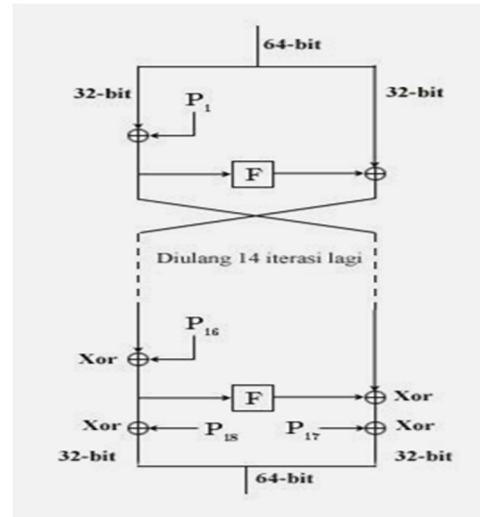 64-bit
32-bit
32-bit
P1
F
Diulang 14 iterasi lagi
P16
Xor
F
Xor
Xor
P18
P17
Xor
32-bit
32-bit
64-bit